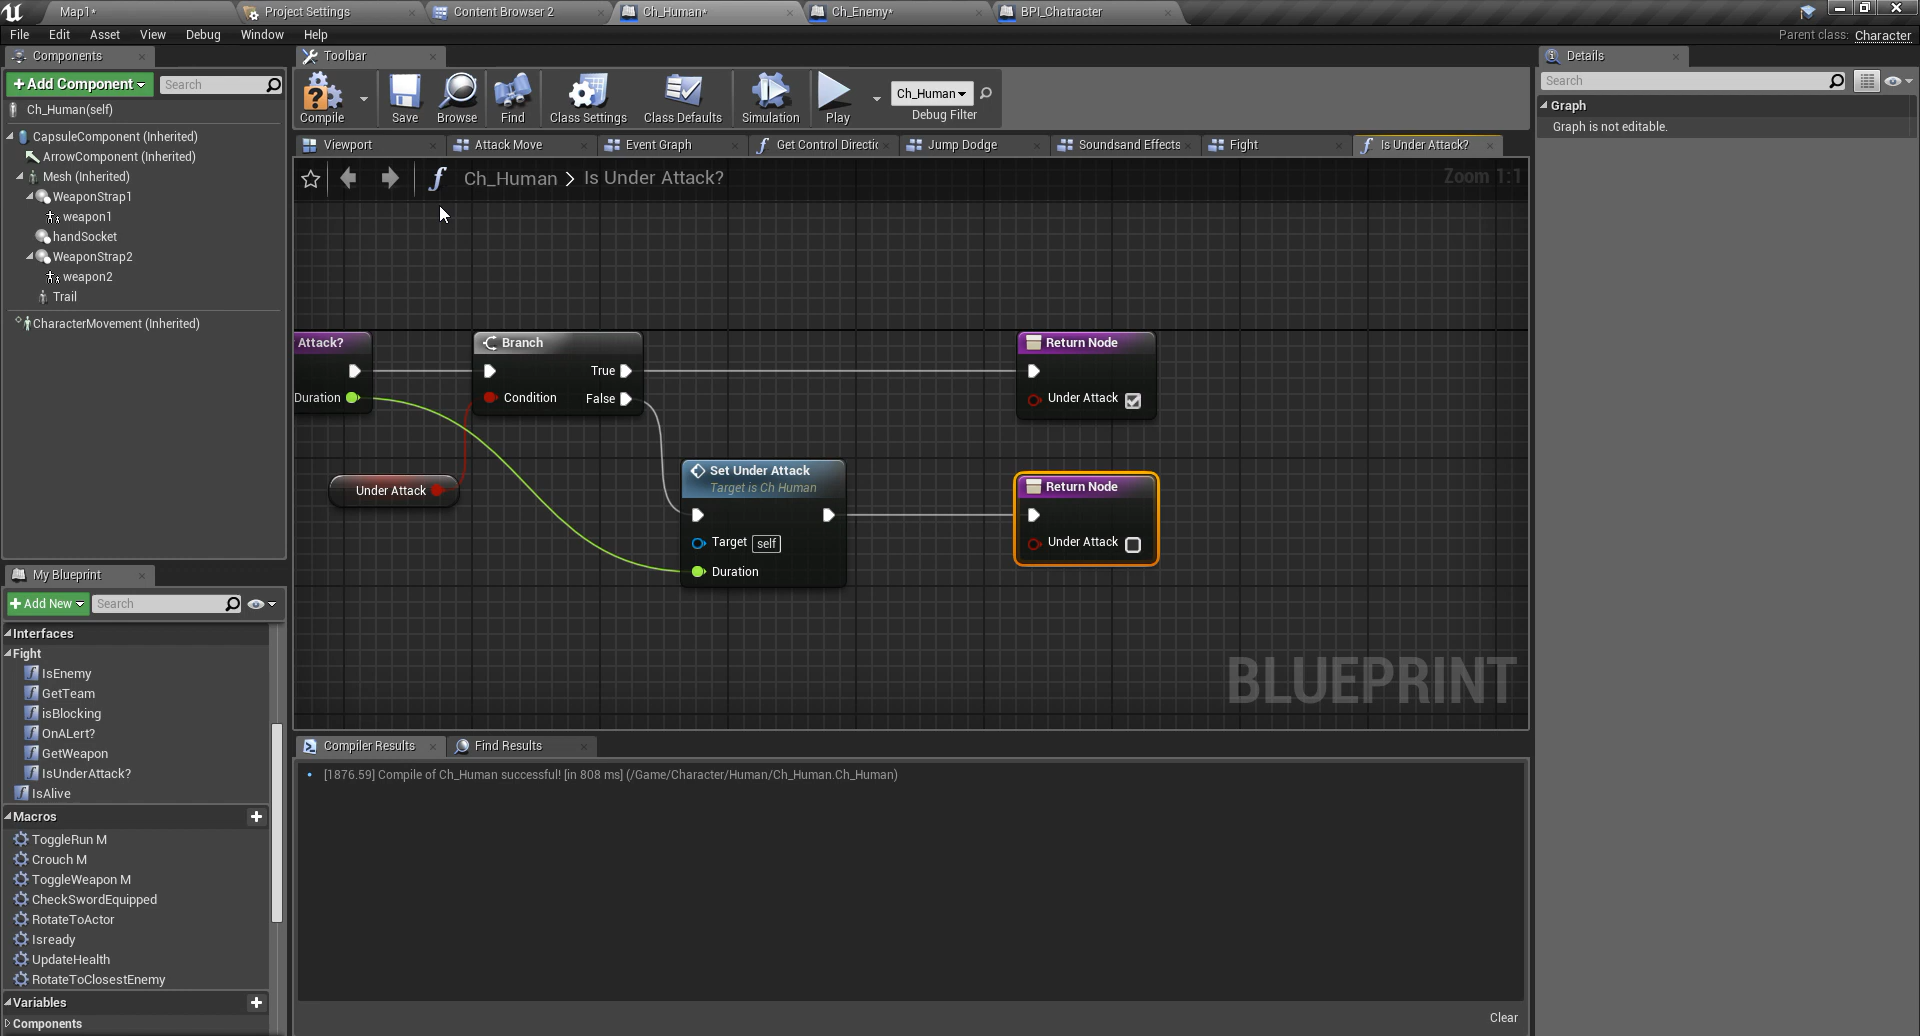 Map1*
Project Settings
Content Browser 2
Ch_Human*
Ch_Enemy*
BPI_Chatracter
File Edit Asset View Debug Window Help
Parent class: Character
Components
+Add Component
Search
Ch_Human(self)
CapsuleComponent (Inherited)
ArrowComponent (Inherited)
Mesh (Inherited)
WeaponStrap1
weapon1
handSocket
WeaponStrap2
weapon2
Trail
CharacterMovement (Inherited)
My Blueprint
+Add New
Search
Interfaces
Fight
IsEnemy
GetTeam
isBlocking
OnALert?
GetWeapon
IsUnderAttack?
IsAlive
Macros
ToggleRun M
Crouch M
ToggleWeapon M
CheckSwordEquipped
RotateToActor
Isready
UpdateHealth
RotateToClosestEnemy
Variables
Components
Toolbar
Compile
Save
Browse
Find
Class Settings
Class Defaults
Simulation
Play
Ch_Human
Debug Filter
Viewport
Attack Move
Event Graph
Get Control Directic
Jump Dodge
Soundsand Effects
Fight
Is Under Attack?
Ch_Human > Is Under Attack?
Zoom 1:1
Attack?
Duration
Branch
True
Condition
False
Under Attack
Set Under Attack
Target is Ch Human
Target self
Duration
Return Node
Under Attack
Return Node
Under Attack
BLUEPRINT
Compiler Results
Find Results
[1876.59] Compile of Ch_Human successful! [in 808 ms] (/Game/Character/Human/Ch_Human.Ch_Human)
Clear
Details
Search
Graph
Graph is not editable.